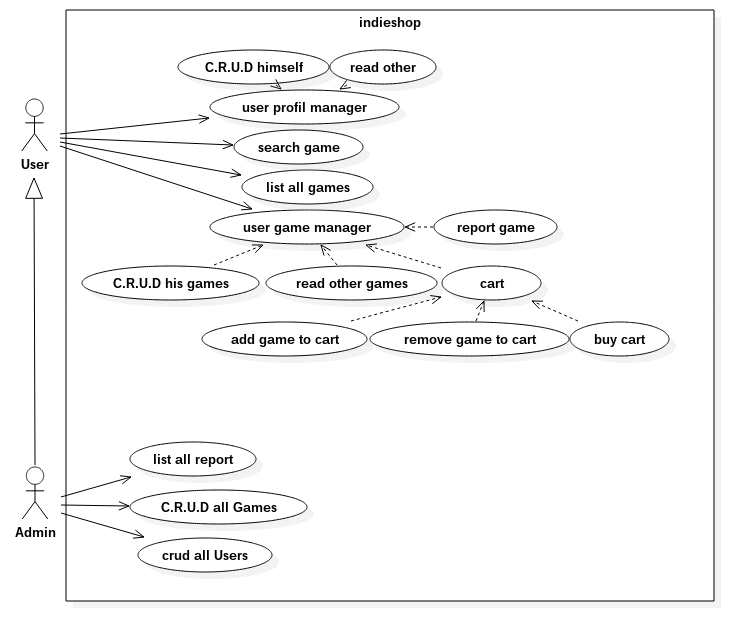 indieshop
C.R.U.D himself
read other
user profil manager
search game
User
list all games
user game manager
report game
C.R.U.D his games
read other games
cart
add game to cart
remove game to cart
buy cart
list all report
C.R.U.D all Games
Admin
crud all Users